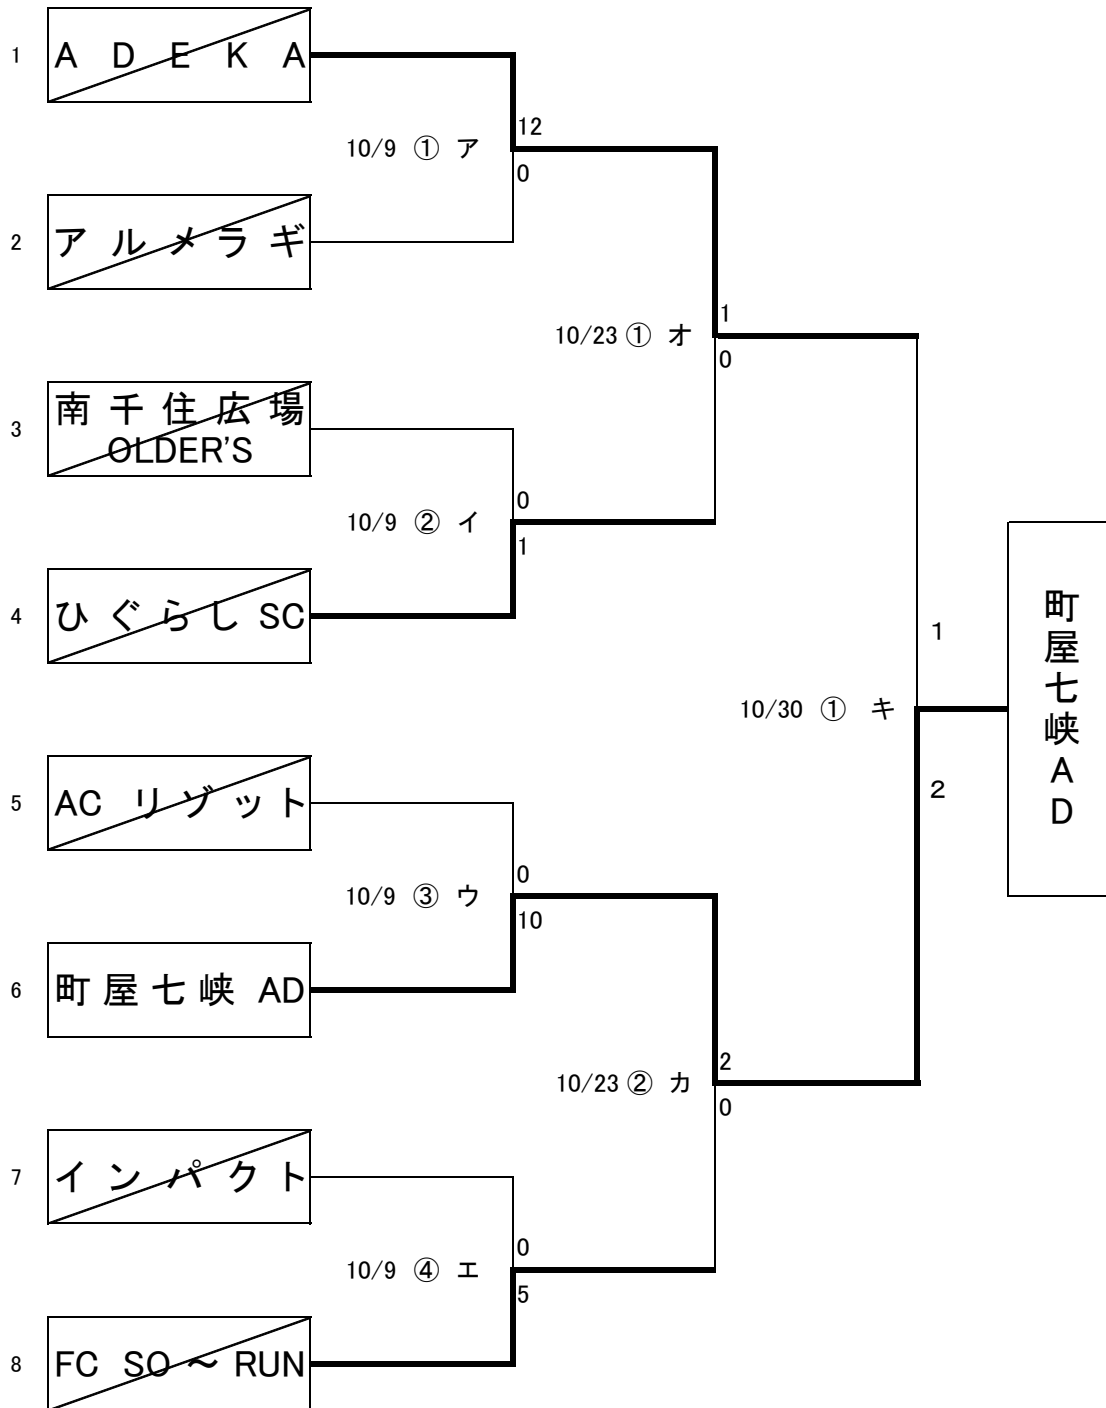 1 ADEKA
12
10/9 ① ア
0
2 アルメラギ
1
10/23 ① オ
0
3 南千住広場
OLDER'S
0
10/9 ② イ
1
4 ひぐらし SC
1
10/30 ① キ
2
町屋七峡AD
5 AC リゾット
0
10/9 ③ ウ
10
6 町屋七峡 AD
2
10/23 ② カ
0
7 インパクト
0
10/9 ④ エ
5
8 FC SO～RUN